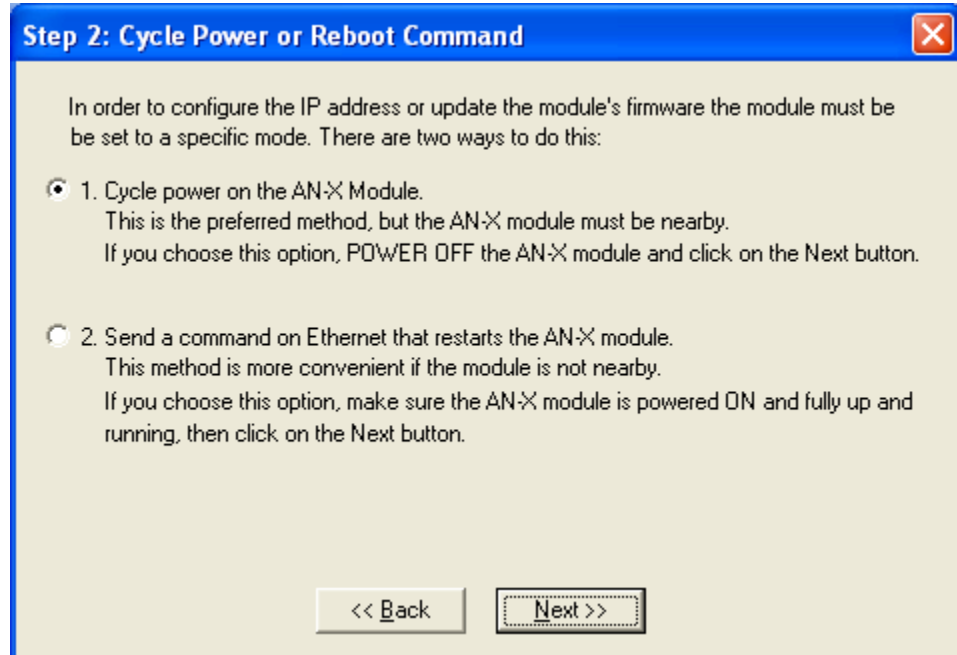 Step 2: Cycle Power or Reboot Command
In order to configure the IP address or update the module's firmware the module must be
be set to a specific mode. There are two ways to do this:
1. Cycle power on the AN-X Module.
This is the preferred method, but the AN-X module must be nearby.
If you choose this option, POWER OFF the AN-X module and click on the Next button.
2. Send a command on Ethernet that restarts the AN-X module.
This method is more convenient if the module is not nearby.
If you choose this option, make sure the AN-X module is powered ON and fully up and
running, then click on the Next button.
<< Back
Next >>